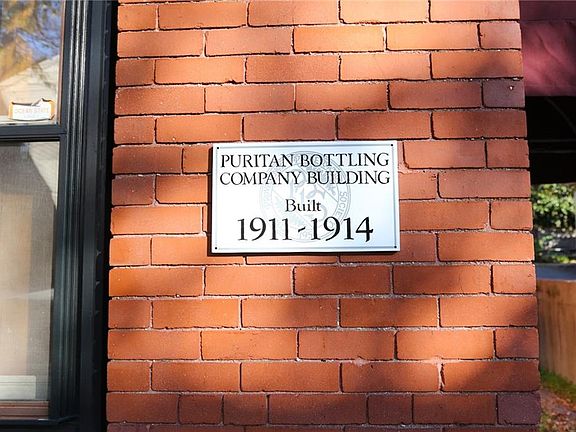 PURITAN BOTTLING
COMPANY BUILDING
Built
1911-1914